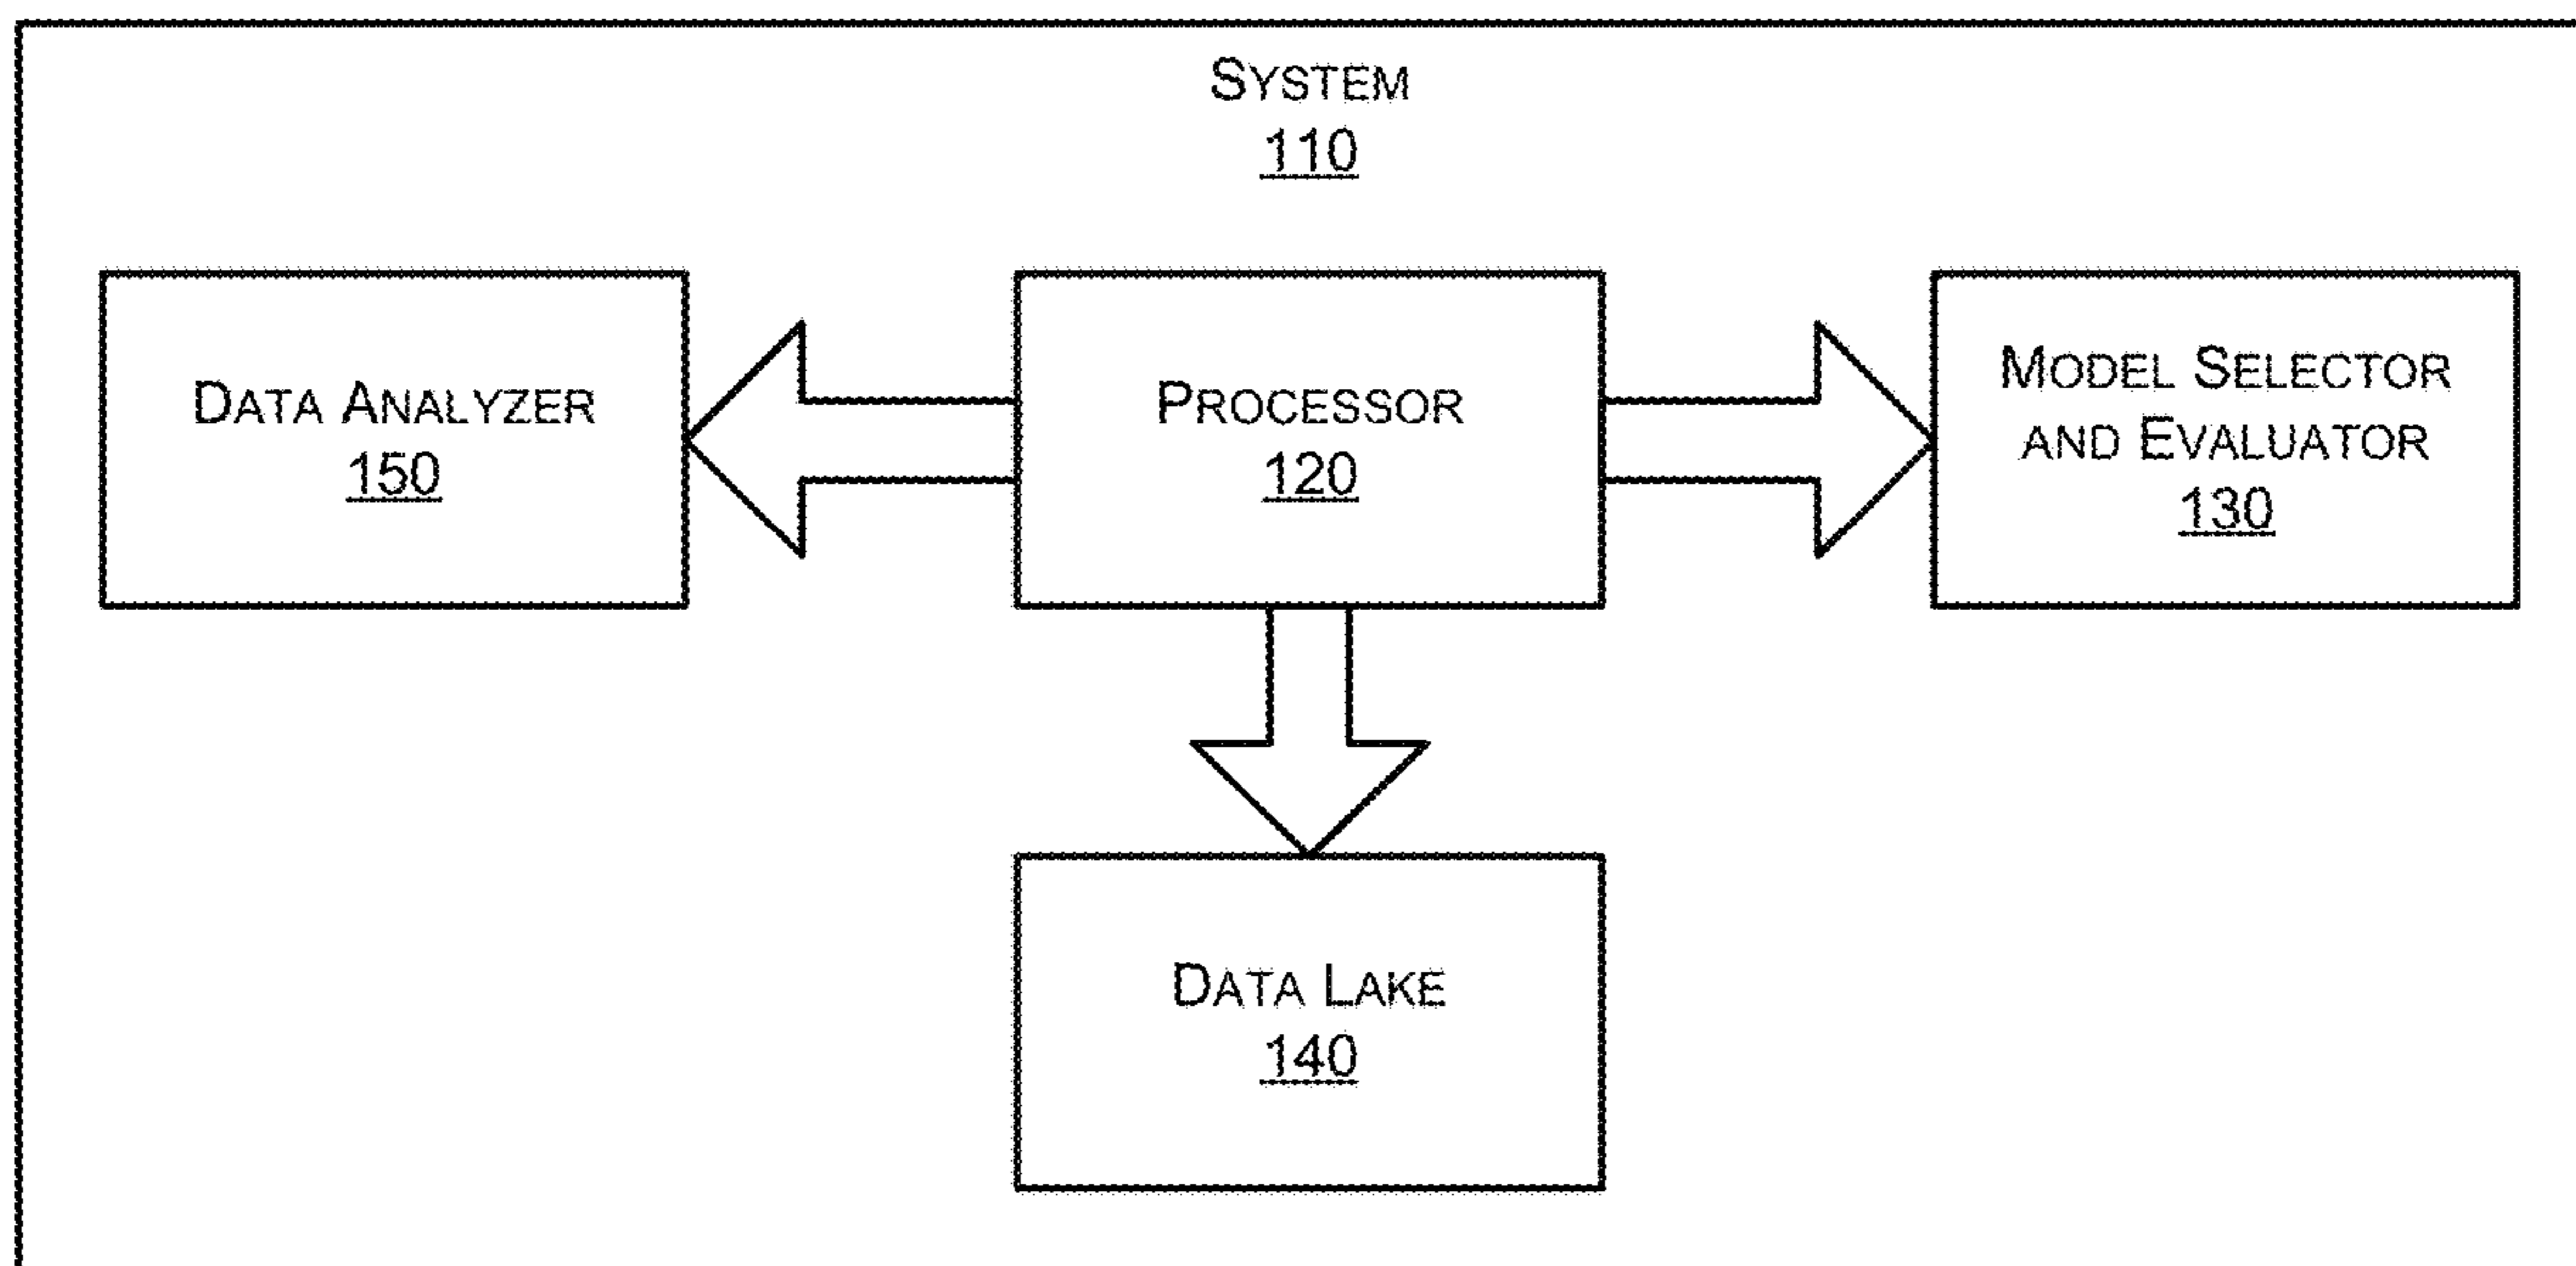 SYSTEM
110
DATA ANALYZER
150
PROCESSOR
120
MODEL SELECTOR
AND EVALUATOR
130
DATA LAKE
140